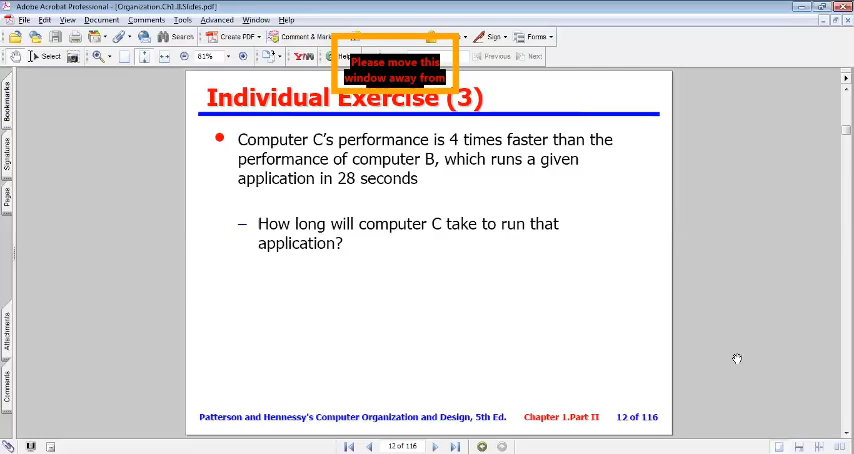 Adobe Acrobat Professional - [Organization.Ch1.II.Slides.pdf]
File Edit View Document Comments Tools Advanced Window Help
Search Create PDF Comment & Mark Sign Forms
Select 81% Help Previous Next
Please move this
window away from
Individual Exercise (3)
Computer C's performance is 4 times faster than the
performance of computer B, which runs a given
application in 28 seconds
– How long will computer C take to run that
application?
Patterson and Hennessy's Computer Organization and Design, 5th Ed. Chapter 1.Part II 12 of 116
Bookmarks
Signatures
Pages
Attachments
Comments
12 of 116